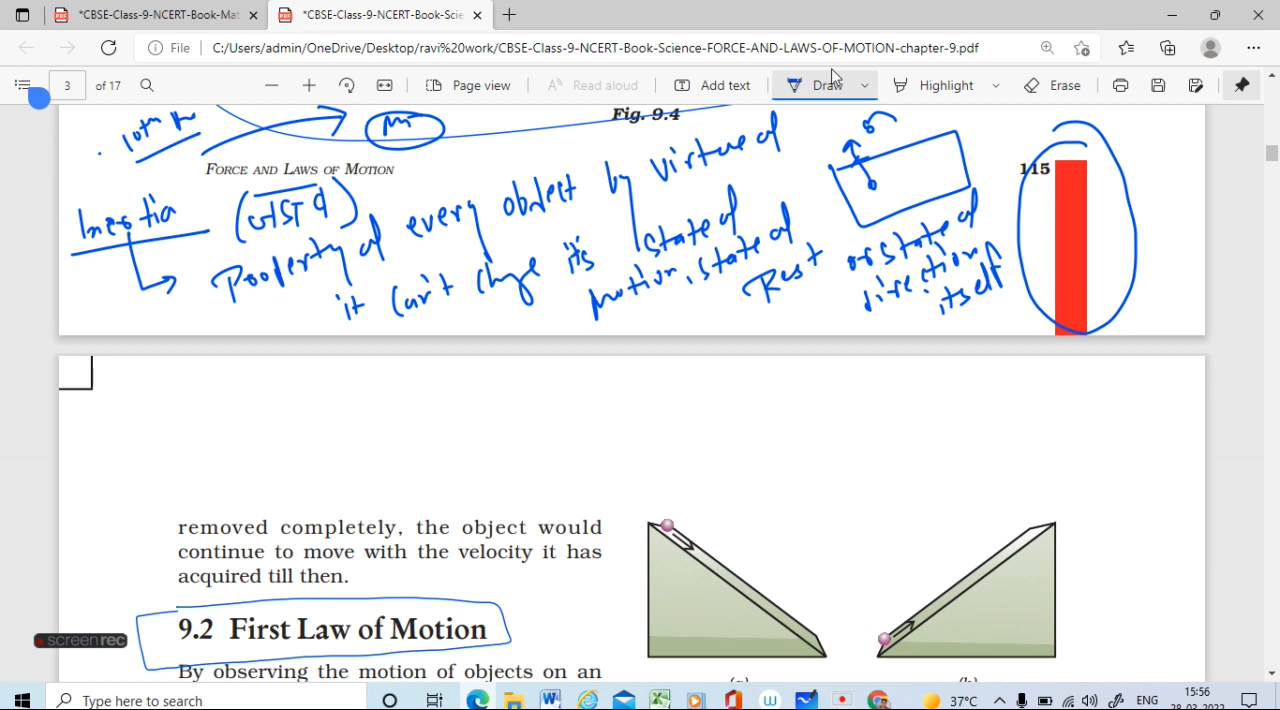 *CBSE-Class-9-NCERT-Book-Mat
*CBSE-Class-9-NCERT-Book-Scie
File
C:/Users/admin/OneDrive/Desktop/ravi%20work/CBSE-Class-9-NCERT-Book-Science-FORCE-AND-LAWS-OF-MOTION-chapter-9.pdf
3 of 17
Page view
Read aloud
Add text
Draw
Highlight
Erase
Fig. 9.4
FORCE AND LAWS OF MOTION
115
Inertia (जड़त्व)
Property of every object by virtue of
it can't change it's state of
motion, state of
Rest or state of
direction of
itself
removed completely, the object would
continue to move with the velocity it has
acquired till then.
9.2 First Law of Motion
By observing the motion of objects on an
(a) (b)
screenrec
Type here to search
37°C
ENG
15:56
28-03-2022